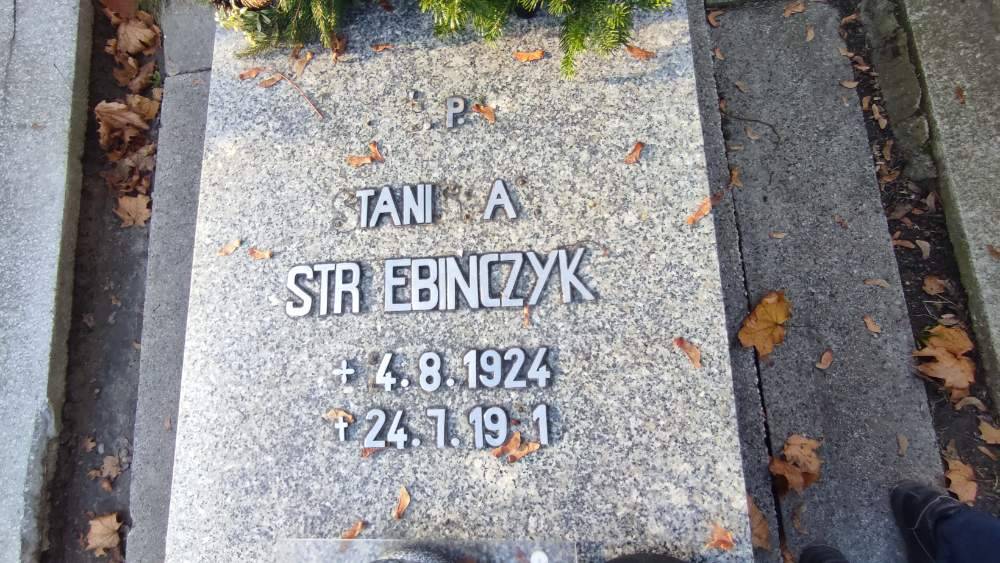 P
TANI A
STR EBINCZYK
+ 4.8.1924
† 24.7.19 1